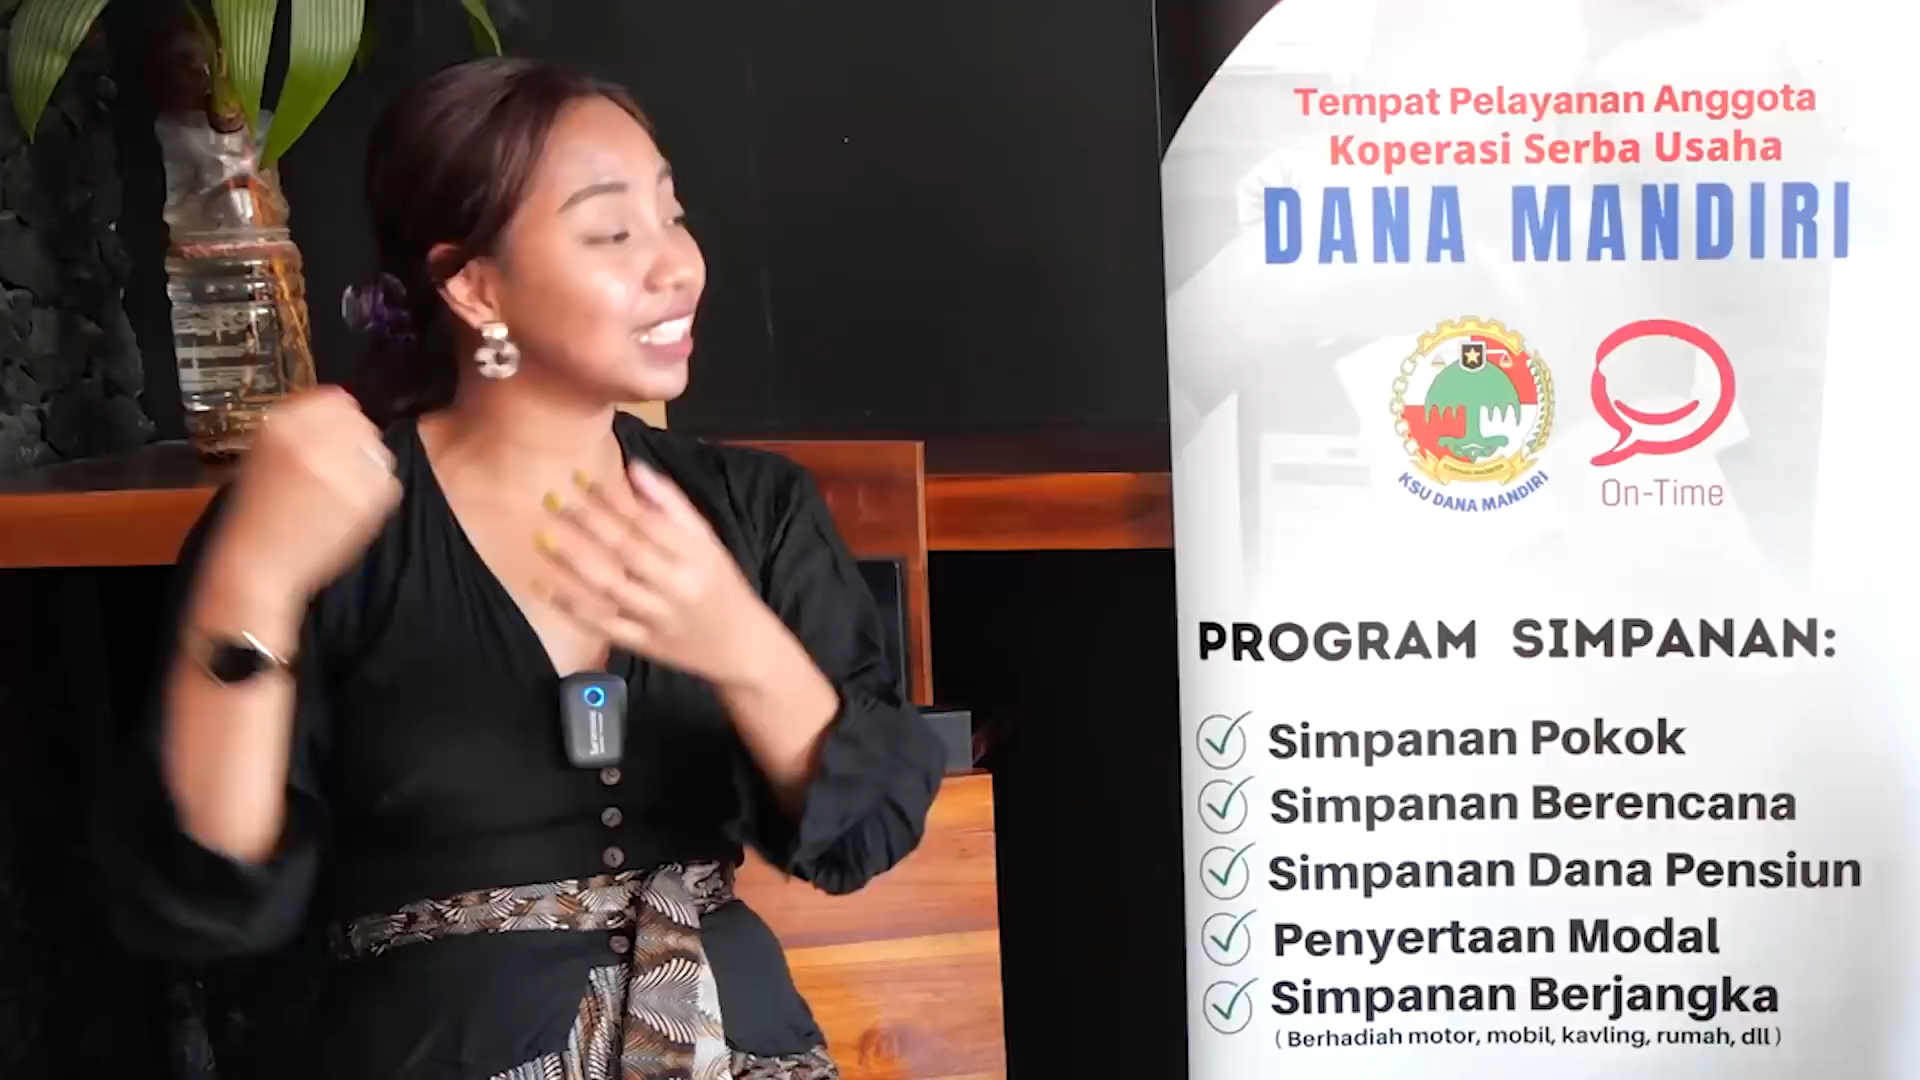 Tempat Pelayanan Anggota
Koperasi Serba Usaha
DANA MANDIRI
KSU DANA MANDIRI
On-Time
PROGRAM SIMPANAN:
Simpanan Pokok
Simpanan Berencana
Simpanan Dana Pensiun
Penyertaan Modal
Simpanan Berjangka
( Berhadiah motor, mobil, kavling, rumah, dll )